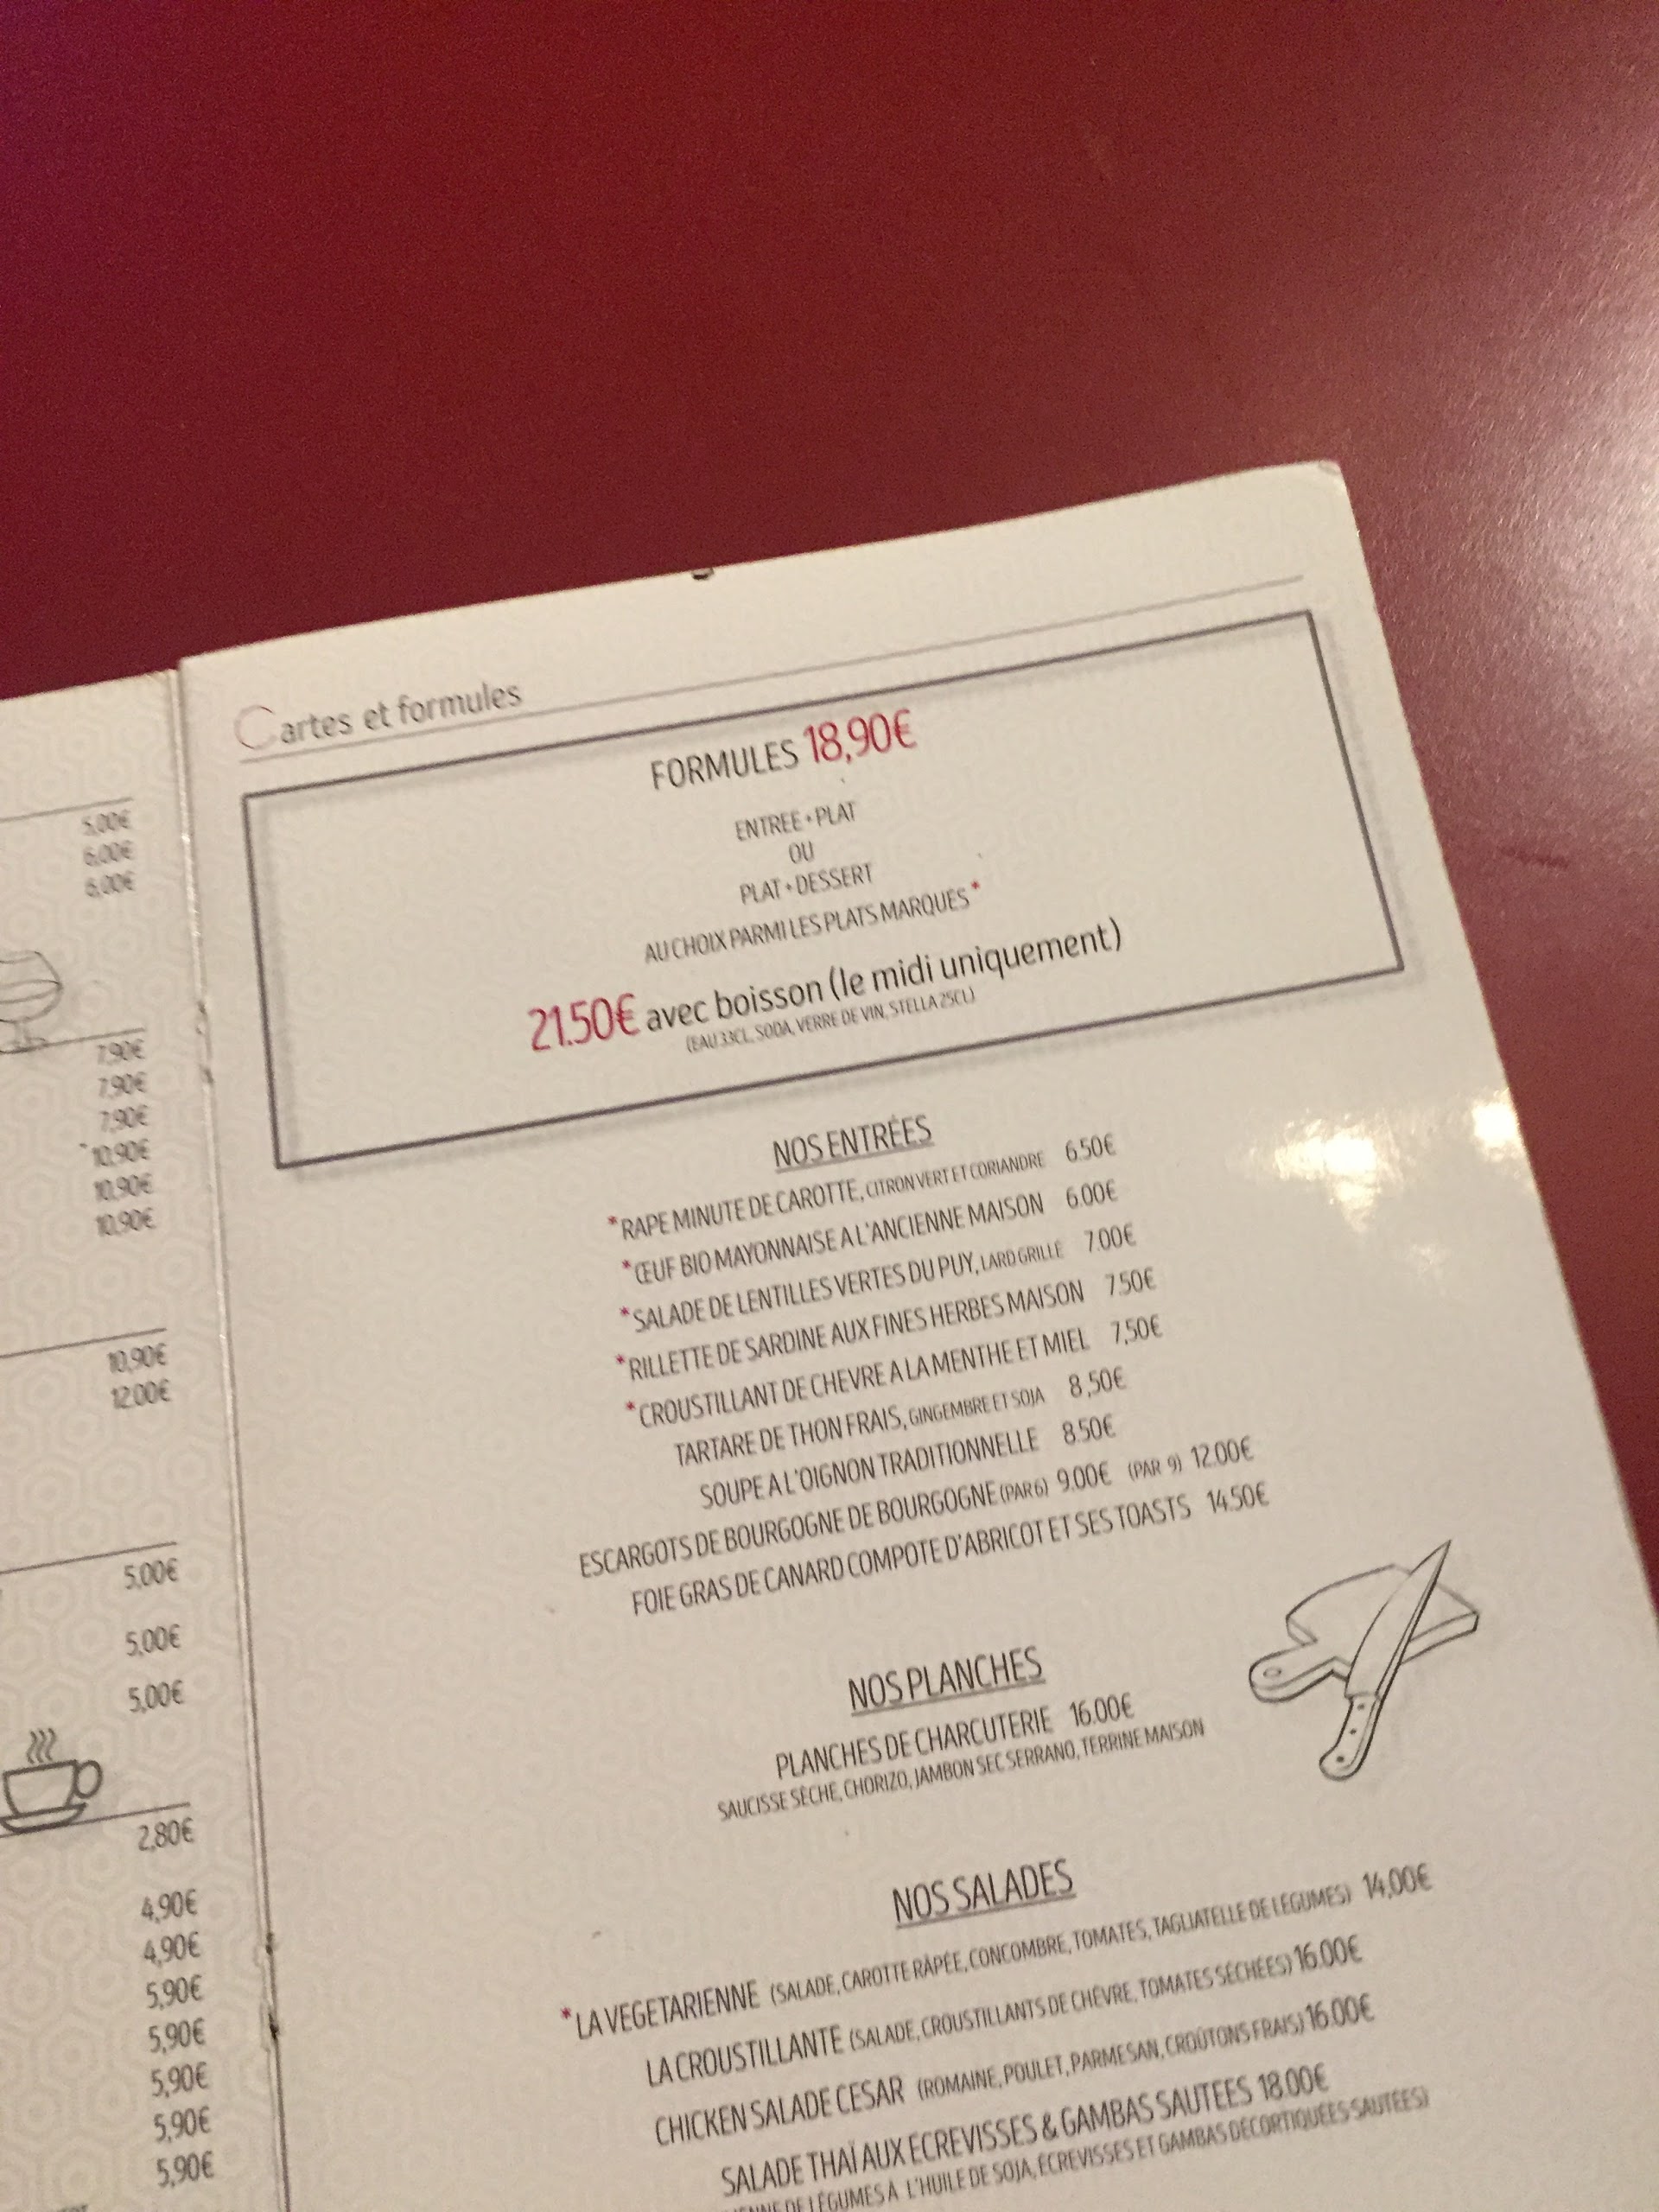 5,00€
6,00€
6,00€
7,90€
7,90€
7,90€
10,90€
10,90€
10,90€
10,90€
12,00€
5,00€
5,00€
5,00€
2,80€
4,90€
4,90€
5,90€
5,90€
5,90€
5,90€
5,90€
Cartes et formules
FORMULES 18,90€
ENTREE + PLAT
OU
PLAT + DESSERT
AU CHOIX PARMI LES PLATS MARQUES *
21.50€ avec boisson (le midi uniquement)
(EAU 33CL, SODA, VERRE DE VIN, STELLA 25CL)
NOS ENTRÉES
*RAPE MINUTE DE CAROTTE, CITRON VERT ET CORIANDRE 6.50€
*ŒUF BIO MAYONNAISE A L'ANCIENNE MAISON 6.00€
*SALADE DE LENTILLES VERTES DU PUY, LARD GRILLE 7.00€
*RILLETTE DE SARDINE AUX FINES HERBES MAISON 7.50€
*CROUSTILLANT DE CHEVRE A LA MENTHE ET MIEL 7,50€
TARTARE DE THON FRAIS, GINGEMBRE ET SOJA 8,50€
SOUPE A L'OIGNON TRADITIONNELLE 8.50€
ESCARGOTS DE BOURGOGNE DE BOURGOGNE (PAR 6) 9.00€ (PAR 9) 12.00€
FOIE GRAS DE CANARD COMPOTE D'ABRICOT ET SES TOASTS 14.50€
NOS PLANCHES
PLANCHES DE CHARCUTERIE 16.00€
SAUCISSE SÈCHE, CHORIZO, JAMBON SEC SERRANO, TERRINE MAISON
NOS SALADES
*LA VEGETARIENNE (SALADE, CAROTTE RÂPÉE, CONCOMBRE, TOMATES, TAGLIATELLE DE LÉGUMES) 14,00€
LA CROUSTILLANTE (SALADE, CROUSTILLANTS DE CHÈVRE, TOMATES SÉCHÉES) 16.00€
CHICKEN SALADE CESAR (ROMAINE, POULET, PARMESAN, CROÛTONS FRAIS) 16.00€
SALADE THAÏ AUX ECREVISSES & GAMBAS SAUTEES 18.00€
DE LÉGUMES À L'HUILE DE SOJA, ÉCREVISSES ET GAMBAS DÉCORTIQUÉES SAUTÉES)